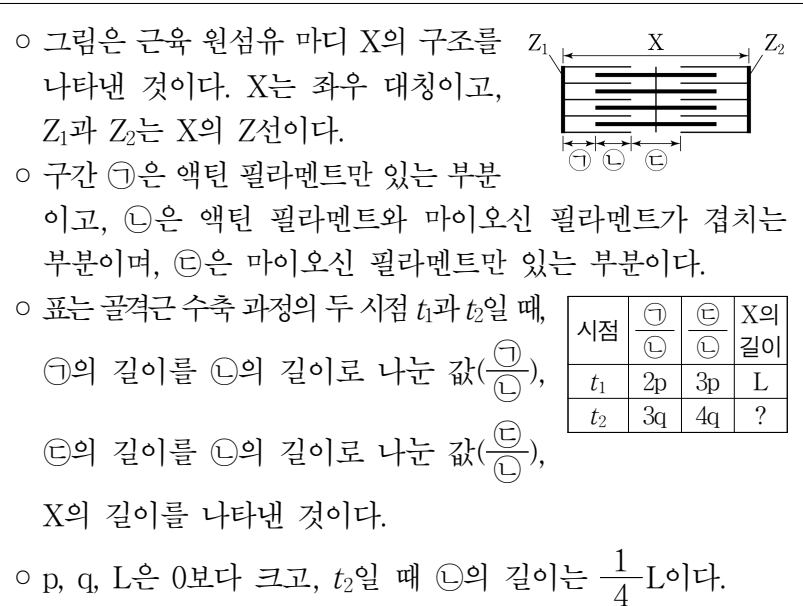 ○ 그림은 근육 원섬유 마디 X의 구조를
나타낸 것이다. X는 좌우 대칭이고,
Z₁과 Z₂는 X의 Z선이다.
Z₁ X Z₂
㉠ ㉡ ㉢
○ 구간 ㉠은 액틴 필라멘트만 있는 부분
이고, ㉡은 액틴 필라멘트와 마이오신 필라멘트가 겹치는
부분이며, ㉢은 마이오신 필라멘트만 있는 부분이다.
○ 표는 골격근 수축 과정의 두 시점 t₁과 t₂일 때,
㉠의 길이를 ㉡의 길이로 나눈 값(㉠/㉡),
㉢의 길이를 ㉡의 길이로 나눈 값(㉢/㉡),
X의 길이를 나타낸 것이다.
시점 ㉠/㉡ ㉢/㉡ X의 길이
t₁ 2p 3p L
t₂ 3q 4q ?
○ p, q, L은 0보다 크고, t₂일 때 ㉡의 길이는 1/4 L이다.